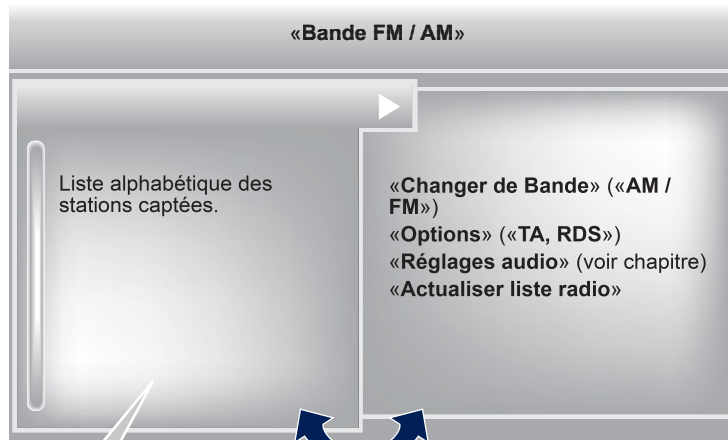 «Bande FM / AM»
Liste alphabétique des
stations captées.
«Changer de Bande» («AM /
FM»)
«Options» («TA, RDS»)
«Réglages audio» (voir chapitre)
«Actualiser liste radio»